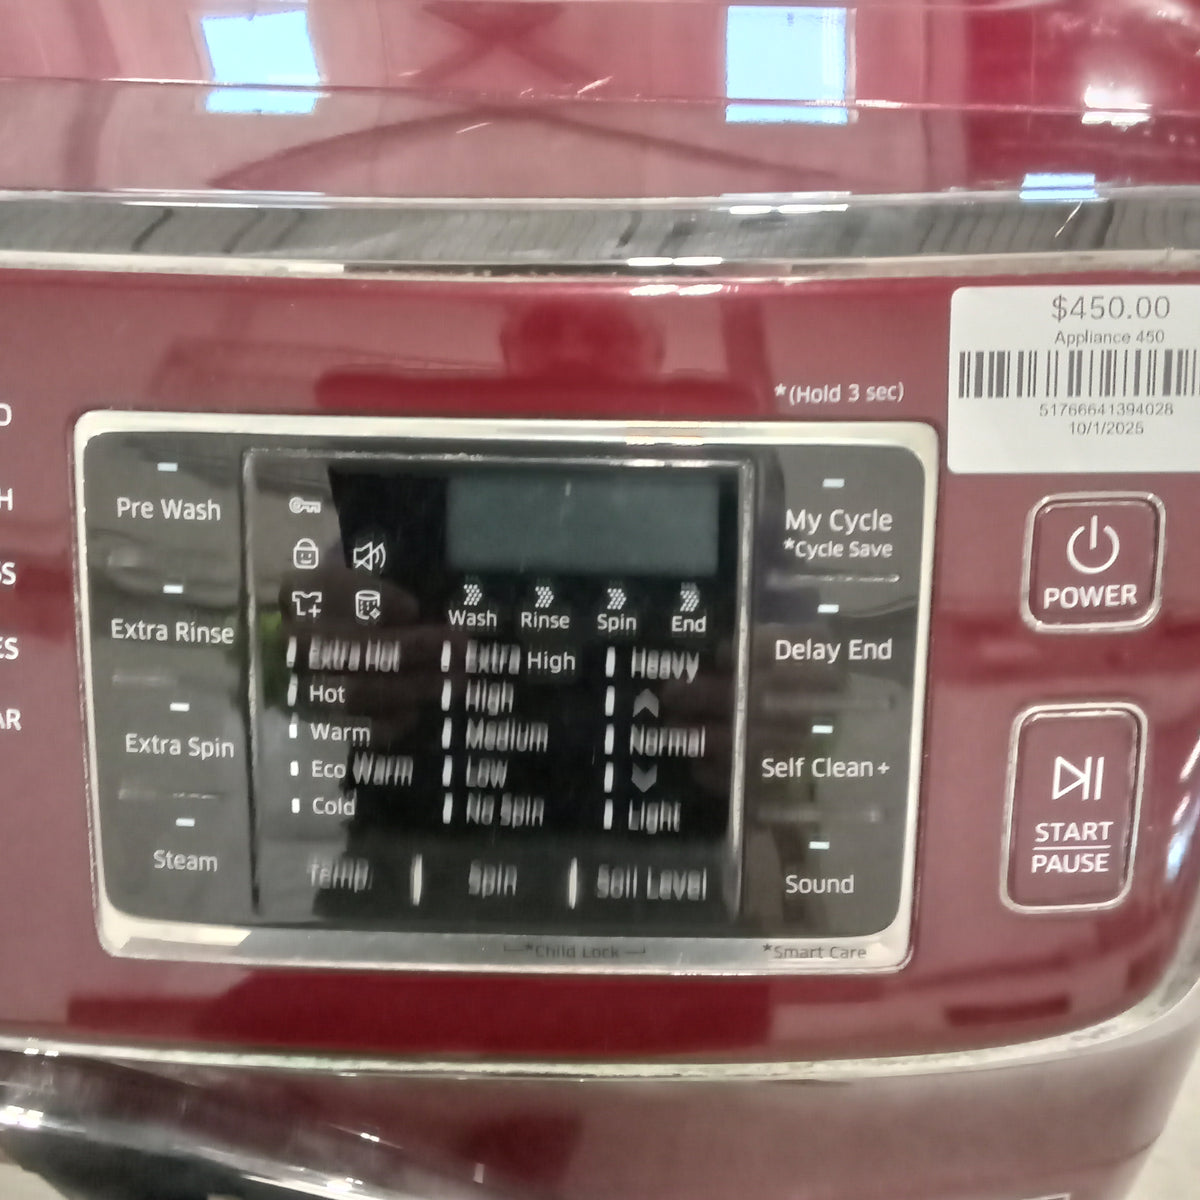 $450.00
Appliance 450
51766641394028
10/1/2025
*(Hold 3 sec)
Pre Wash
Extra Rinse
Extra Spin
Steam
Wash Rinse Spin End
Extra Hot
Hot
Warm
Eco Warm
Cold
Temp.
Extra High
High
Medium
Low
No Spin
Spin
Heavy
Normal
Light
Soil Level
My Cycle
*Cycle Save
Delay End
Self Clean+
Sound
*Child Lock
*Smart Care
POWER
START
PAUSE